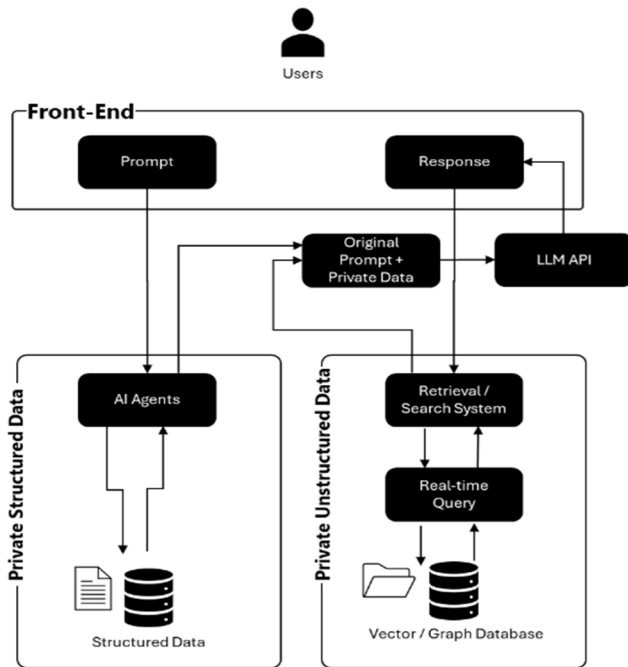 Users
Front-End
Prompt
Response
Original
Prompt +
Private Data
LLM API
Private Structured Data
AI Agents
Structured Data
Private Unstructured Data
Retrieval /
Search System
Real-time
Query
Vector / Graph Database